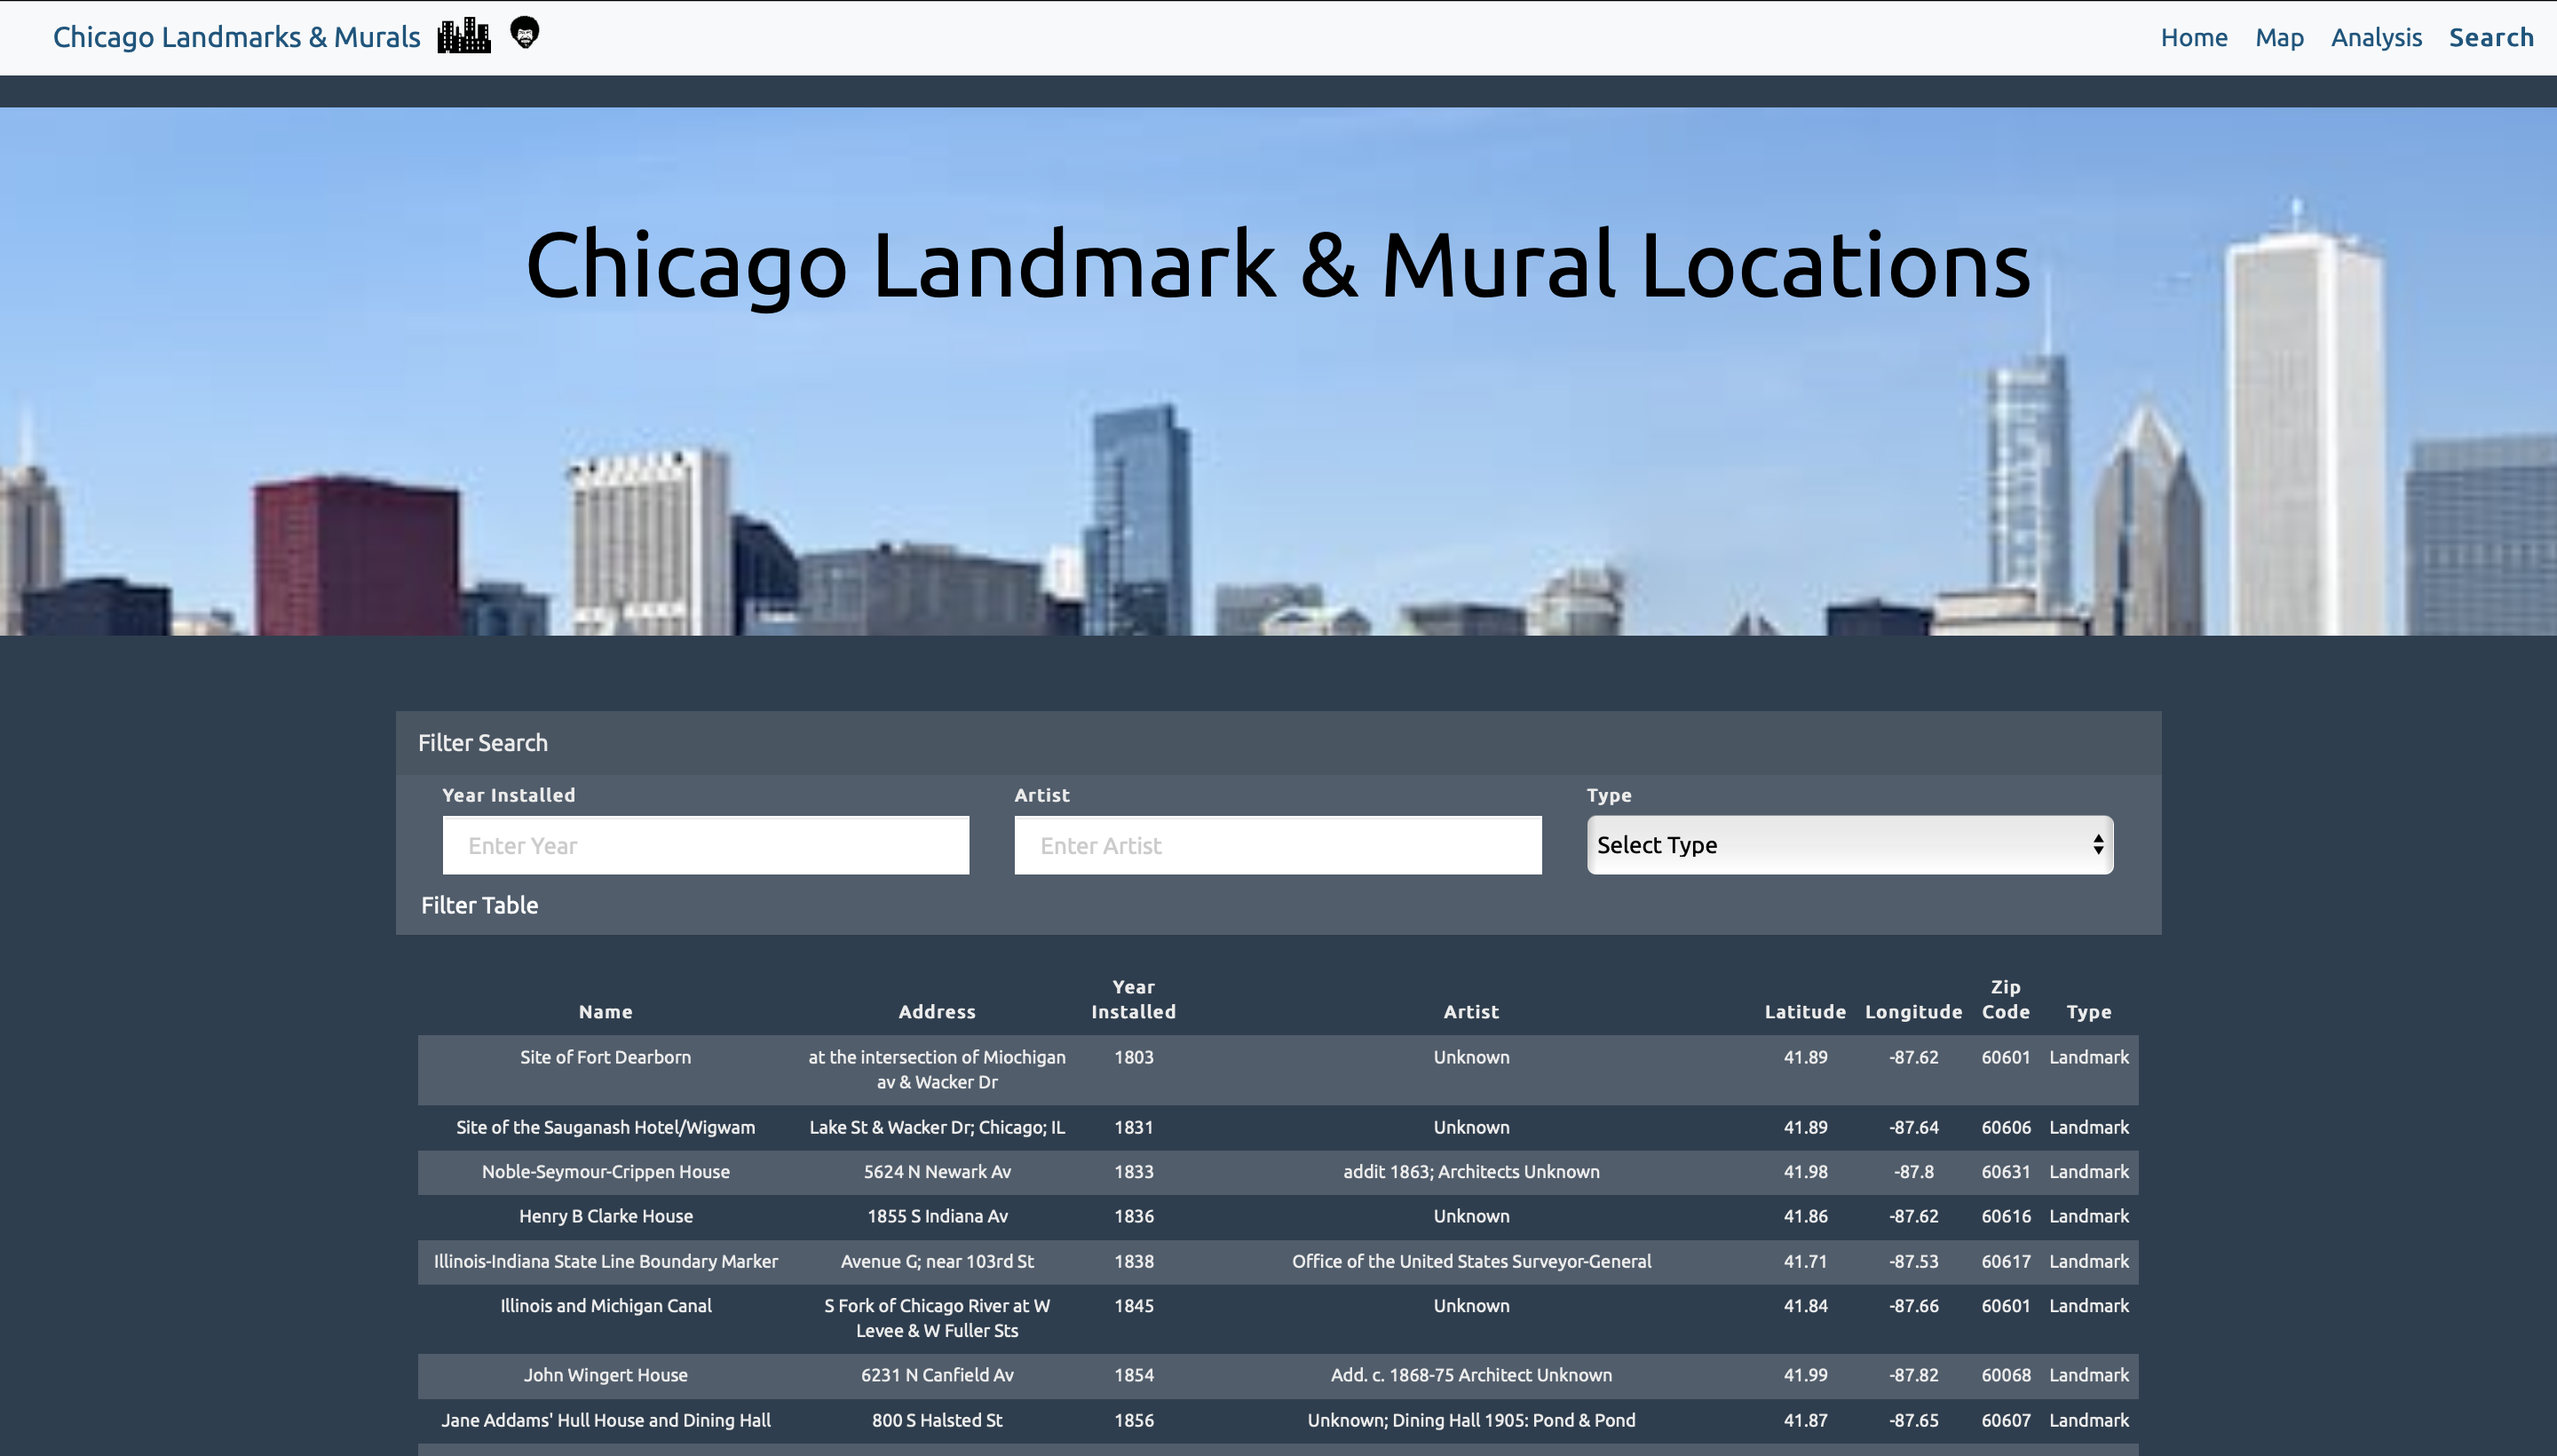 Chicago Landmarks & Murals
Home Map Analysis Search
Chicago Landmark & Mural Locations
Filter Search
Year Installed Artist Type
Enter Year Enter Artist Select Type
Filter Table
Name Address Year Installed Artist Latitude Longitude Zip Code Type
Site of Fort Dearborn at the intersection of Miochigan av & Wacker Dr 1803 Unknown 41.89 -87.62 60601 Landmark
Site of the Sauganash Hotel/Wigwam Lake St & Wacker Dr; Chicago; IL 1831 Unknown 41.89 -87.64 60606 Landmark
Noble-Seymour-Crippen House 5624 N Newark Av 1833 addit 1863; Architects Unknown 41.98 -87.8 60631 Landmark
Henry B Clarke House 1855 S Indiana Av 1836 Unknown 41.86 -87.62 60616 Landmark
Illinois-Indiana State Line Boundary Marker Avenue G; near 103rd St 1838 Office of the United States Surveyor-General 41.71 -87.53 60617 Landmark
Illinois and Michigan Canal S Fork of Chicago River at W Levee & W Fuller Sts 1845 Unknown 41.84 -87.66 60601 Landmark
John Wingert House 6231 N Canfield Av 1854 Add. c. 1868-75 Architect Unknown 41.99 -87.82 60068 Landmark
Jane Addams' Hull House and Dining Hall 800 S Halsted St 1856 Unknown; Dining Hall 1905: Pond & Pond 41.87 -87.65 60607 Landmark